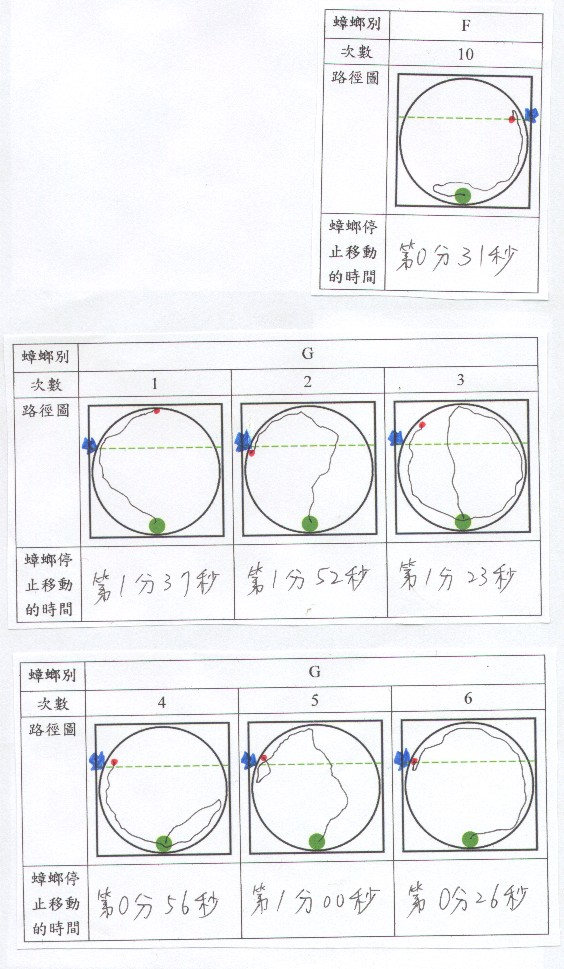 蟑螂別 F
次數 10
路徑圖
蟑螂停
止移動
的時間
第0分31秒
蟑螂別 G
次數 1 2 3
路徑圖
蟑螂停
止移動
的時間
第1分37秒 第1分52秒 第1分23秒
蟑螂別 G
次數 4 5 6
路徑圖
蟑螂停
止移動
的時間
第0分56秒 第1分00秒 第0分26秒